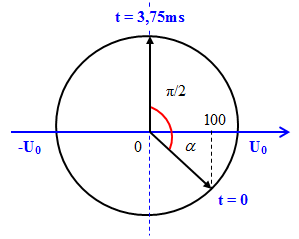 t = 3,75ms
π/2
100
-U₀
0
α
U₀
t = 0